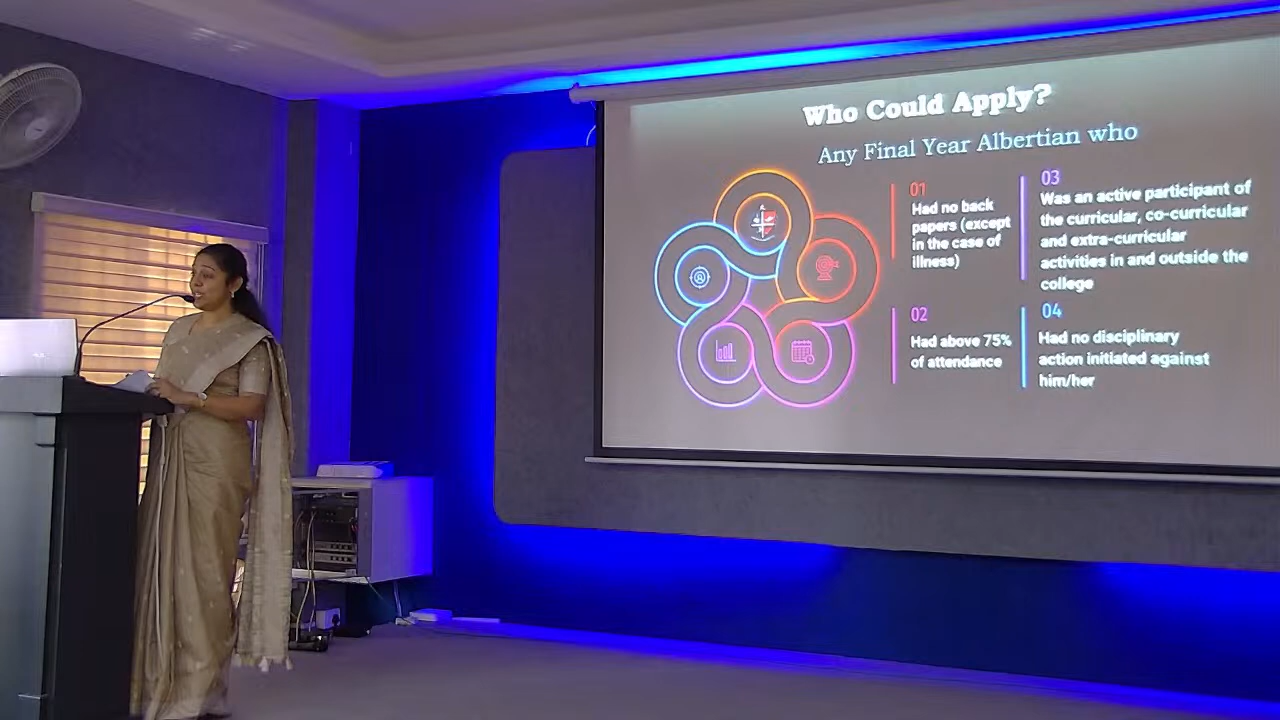 Who Could Apply?
Any Final Year Albertian who
01
Had no back
papers (except
in the case of
illness)
02
Had above 75%
of attendance
03
Was an active participant of
the curricular, co-curricular
and extra-curricular
activities in and outside the
college
04
Had no disciplinary
action initiated against
him/her